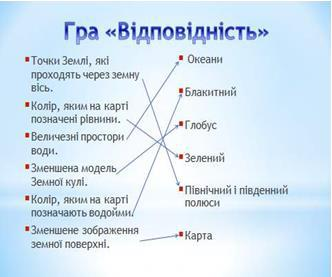 Гра «Відповідність»
Точки Землі, які
проходять через земну
вісь.
Колір, яким на карті
позначені рівнини.
Величезні простори
води.
Зменшена модель
Земної кулі.
Колір, яким на карті
позначають водойми.
Зменшене зображення
земної поверхні.
Океани
Блакитний
Глобус
Зелений
Північний і південний
полюси
Карта